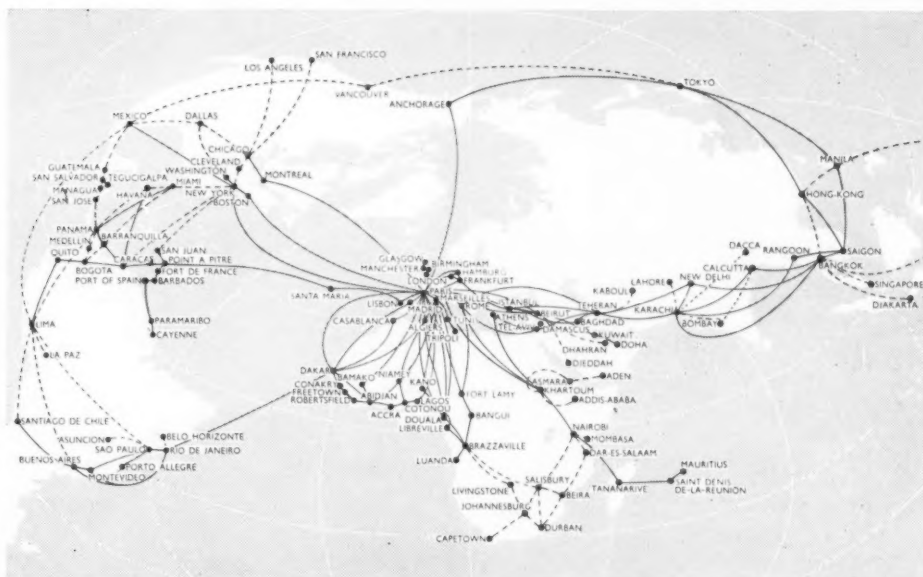 SAN FRANCISCO
LOS ANGELES
VANCOUVER
ANCHORAGE
TOKYO
MEXICO
DALLAS
CHICAGO
CLEVELAND
WASHINGTON
MONTREAL
NEW YORK
BOSTON
GUATEMALA
SAN SALVADOR
TEGUCIGALPA
MANAGUA
MIAMI
HAVANA
SAN JOSE
PANAMA
MEDELLIN
BARRANQUILLA
QUITO
CARACAS
SAN JUAN
POINT A PITRE
BOGOTA
FORT DE FRANCE
PORT OF SPAIN
BARBADOS
PARAMARIBO
CAYENNE
LIMA
LA PAZ
SANTIAGO DE CHILE
ASUNCION
BELO HORIZONTE
SAO PAULO
RIO DE JANEIRO
BUENOS AIRES
PORTO ALLEGRE
MONTEVIDEO
GLASGOW
BIRMINGHAM
MANCHESTER
HAMBURG
LONDON
FRANKFURT
PARIS
SANTA MARIA
LISBON
MARSEILLE
ROME
CASABLANCA
ALGIERS
TUNIS
TRIPOLI
ISTANBUL
ATHENS
BEIRUT
TEL-AVIV
DAMASCUS
TEHERAN
BAGHDAD
KUWAIT
DOHA
DHAHRAN
DJEDDAH
KABOUL
LAHORE
NEW DELHI
KARACHI
BOMBAY
DACCA
CALCUTTA
RANGOON
MANILA
HONG-KONG
SAIGON
BANGKOK
SINGAPORE
DJAKARTA
DAKAR
BAMAKO
NIAMEY
KANO
CONAKRY
FREETOWN
ROBERTSFIELD
ABIDJAN
ACCRA
LAGOS
COTONOU
DOUALA
LIBREVILLE
FORT LAMY
BANGUI
BRAZZAVILLE
LUANDA
ASMARA
KHARTOUM
ADEN
ADDIS-ABABA
NAIROBI
MOMBASA
DAR-ES-SALAAM
MAURITIUS
SAINT DENIS
DE-LA-REUNION
TANANARIVE
LIVINGSTONE
SALISBURY
BEIRA
JOHANNESBURG
DURBAN
CAPETOWN